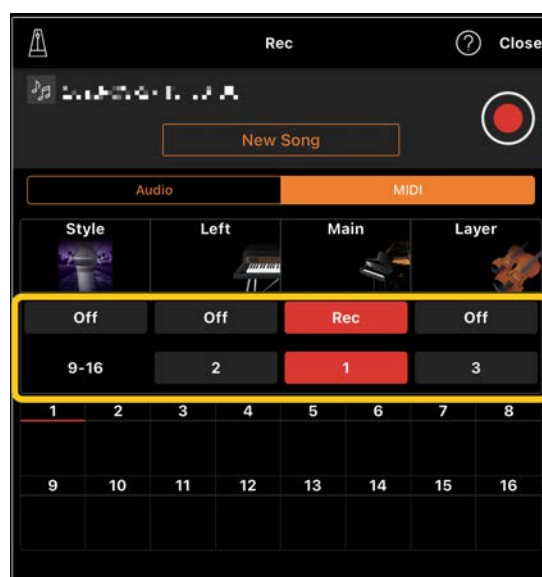 Rec ? Close
New Song
Audio MIDI
Style Left Main Layer
Off Off Rec Off
9-16 2 1 3
1 2 3 4 5 6 7 8
9 10 11 12 13 14 15 16